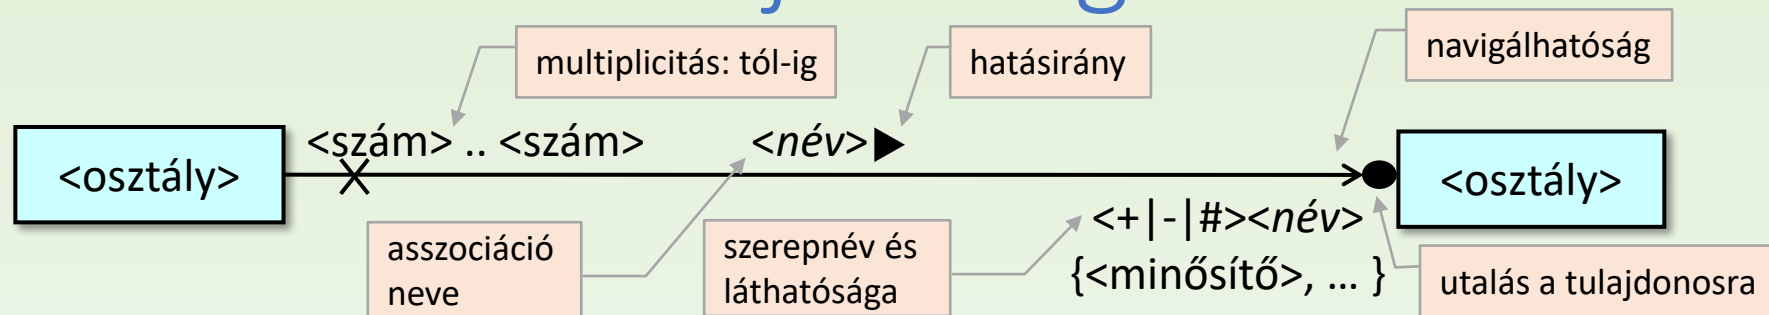 multiplicitás: tól-ig
hatásirány
navigálhatóság
<szám> .. <szám>
<név>▶
<osztály>
<osztály>
<+|-|#><név>
{<minősítő>, ... }
asszociáció
neve
szerepnév és
láthatósága
utalás a tulajdonosra